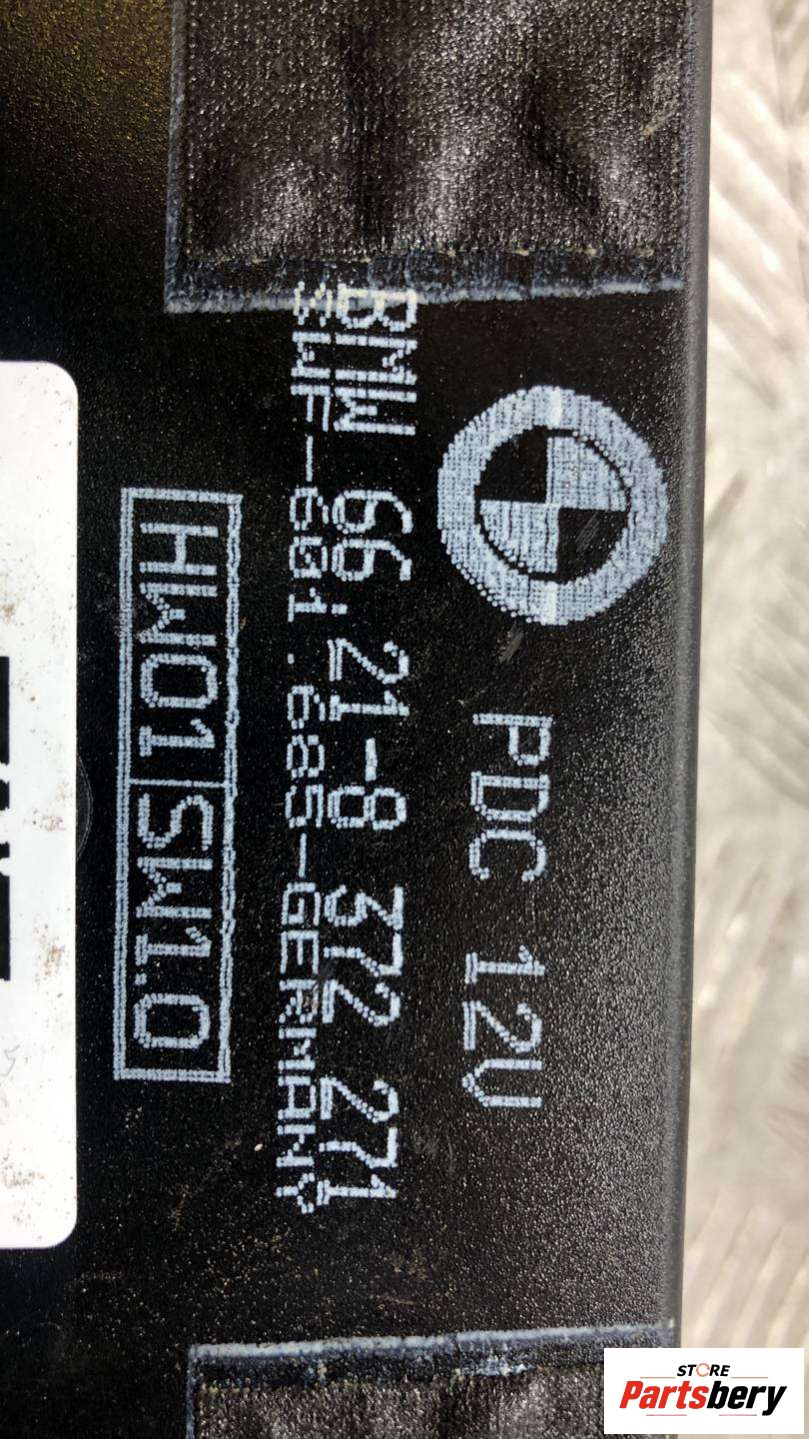 PDC 12V
BMW 66.21-8 372 271
SWF-601.685-GERMANY
HW01 SW1.0
STORE
Partsbery